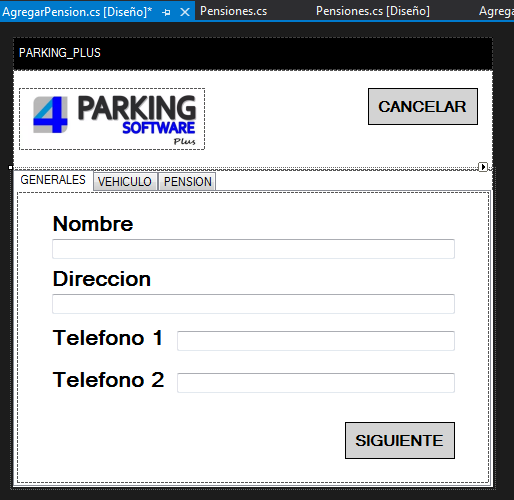 AgregarPension.cs [Diseño]* Pensiones.cs Pensiones.cs [Diseño] Agrega
PARKING_PLUS
4 PARKING
SOFTWARE
Plus
CANCELAR
GENERALES VEHICULO PENSION
Nombre
Direccion
Telefono 1
Telefono 2
SIGUIENTE